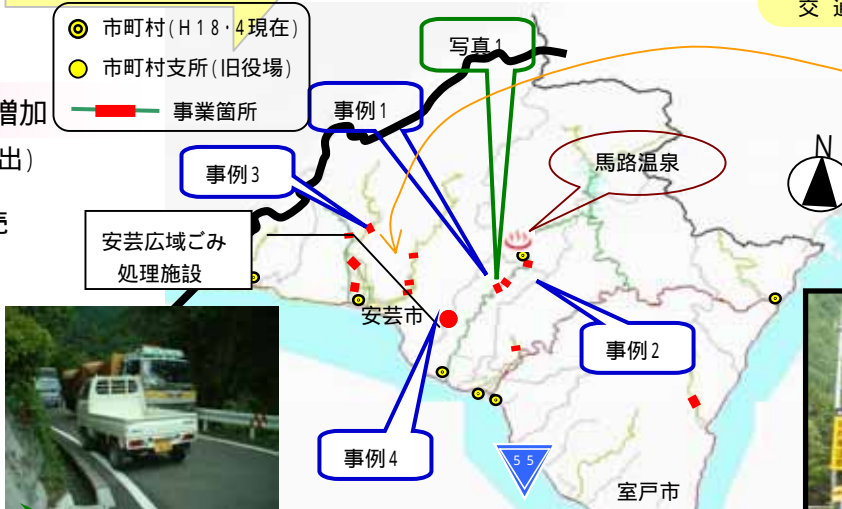 交 通
市町村(H18・4現在)
市町村支所(旧役場)
事業箇所
写真1
増加
事例1
出)
事例3
馬路温泉
N
安芸広域ごみ
処理施設
安芸市
事例2
事例4
55
室戸市